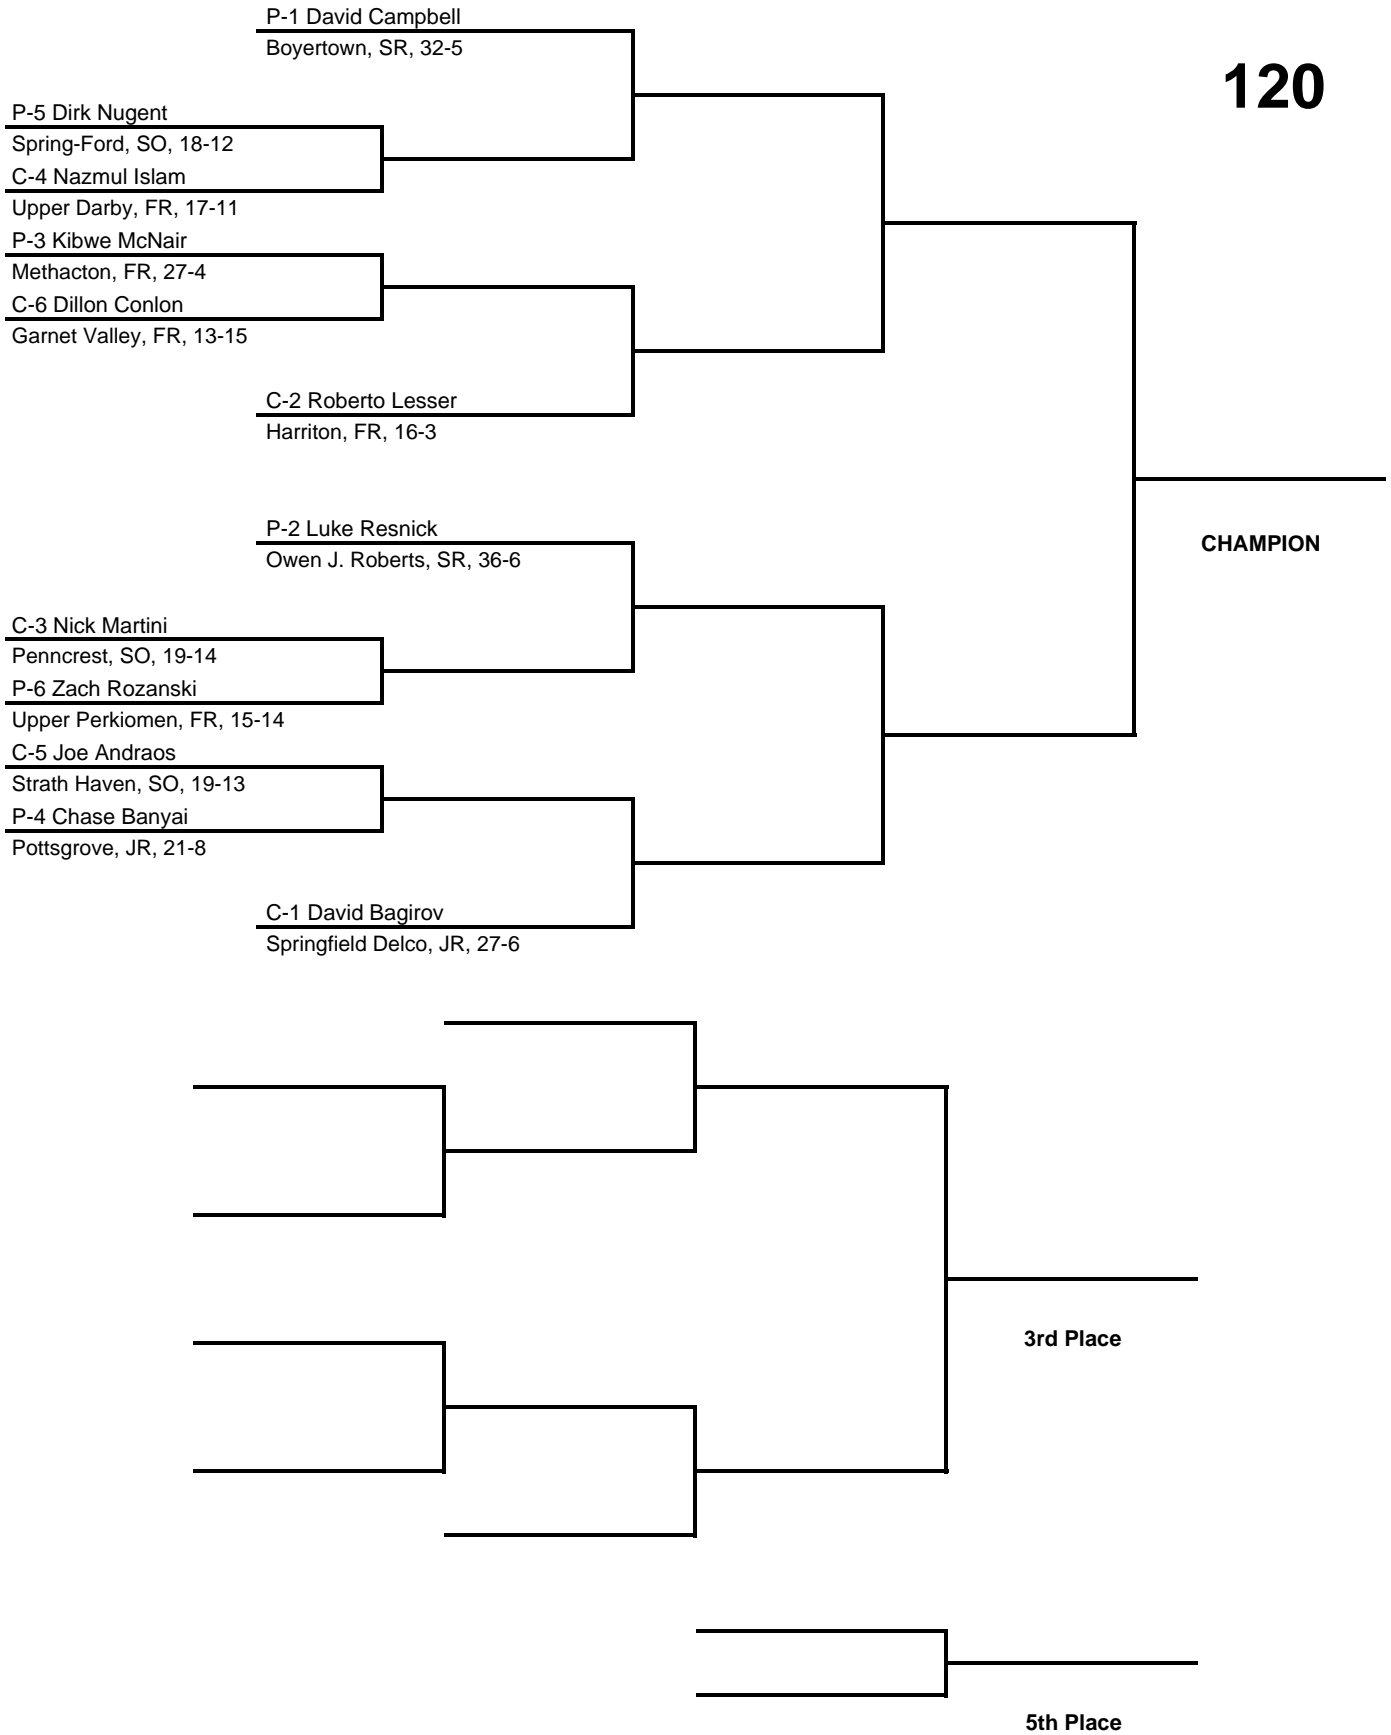 P-1 David Campbell
Boyertown, SR, 32-5
120
P-5 Dirk Nugent
Spring-Ford, SO, 18-12
C-4 Nazmul Islam
Upper Darby, FR, 17-11
P-3 Kibwe McNair
Methacton, FR, 27-4
C-6 Dillon Conlon
Garnet Valley, FR, 13-15
C-2 Roberto Lesser
Harriton, FR, 16-3
P-2 Luke Resnick
Owen J. Roberts, SR, 36-6
CHAMPION
C-3 Nick Martini
Penncrest, SO, 19-14
P-6 Zach Rozanski
Upper Perkiomen, FR, 15-14
C-5 Joe Andraos
Strath Haven, SO, 19-13
P-4 Chase Banyai
Pottsgrove, JR, 21-8
C-1 David Bagirov
Springfield Delco, JR, 27-6
3rd Place
5th Place